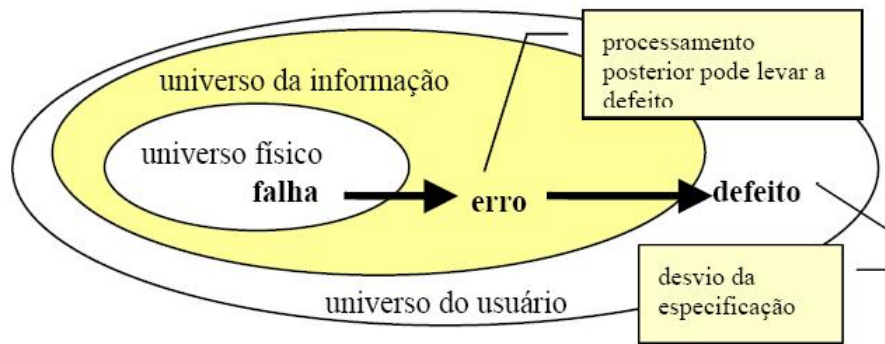 processamento
posterior pode levar a
defeito
universo da informação
universo físico
falha
erro
defeito
universo do usuário
desvio da
especificação